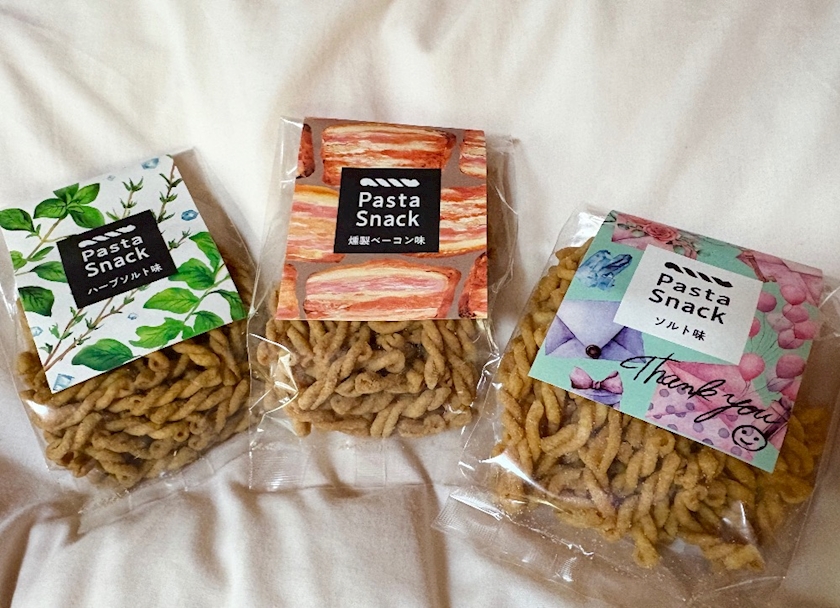 Pasta
Snack
ハーブソルト味
Pasta
Snack
燻製ベーコン味
Pasta
Snack
ソルト味
Thank you